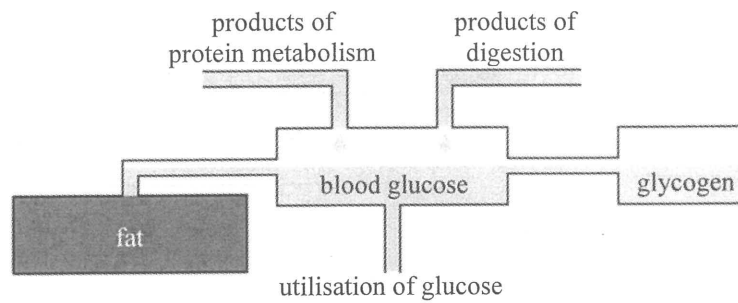 products of
protein metabolism
products of
digestion
blood glucose
glycogen
fat
utilisation of glucose